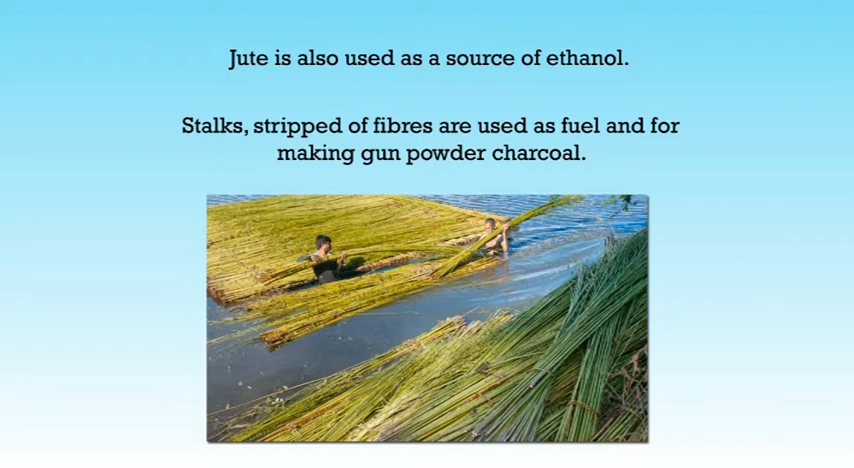 Jute is also used as a source of ethanol.
Stalks, stripped of fibres are used as fuel and for
making gun powder charcoal.